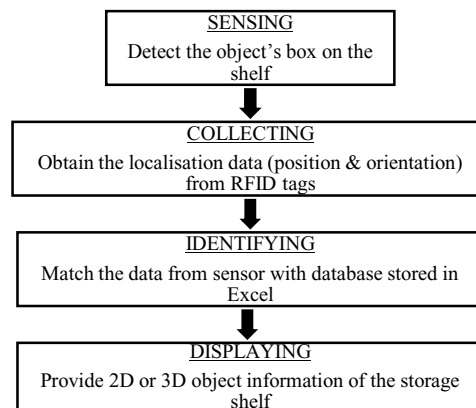 SENSING
Detect the object's box on the
shelf
COLLECTING
Obtain the localisation data (position & orientation)
from RFID tags
IDENTIFYING
Match the data from sensor with database stored in
Excel
DISPLAYING
Provide 2D or 3D object information of the storage
shelf